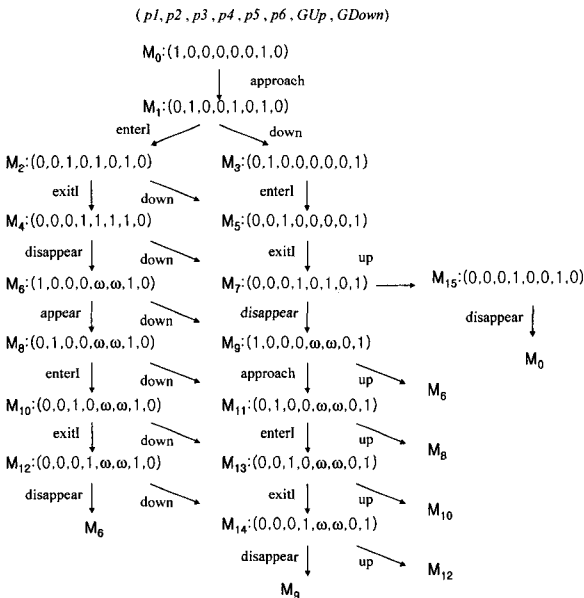 ( p1, p2, p3, p4, p5, p6, GUp, GDown)
M0:(1,0,0,0,0,0,1,0)
approach
M1:(0,1,0,0,1,0,1,0)
enterI down
M2:(0,0,1,0,1,0,1,0) M3:(0,1,0,0,0,0,0,1)
exitI down enterI
M4:(0,0,0,1,1,1,1,0) M5:(0,0,1,0,0,0,0,1)
disappear down exitI up
M6:(1,0,0,0,ω,ω,1,0) M7:(0,0,0,1,0,1,0,1) M15:(0,0,0,1,0,0,1,0)
appear down disappear disappear
M8:(0,1,0,0,ω,ω,1,0) M9:(1,0,0,0,ω,ω,0,1) M0
enterI down approach up M6
M10:(0,0,1,0,ω,ω,1,0) M11:(0,1,0,0,ω,ω,0,1)
exitI down enterI up M8
M12:(0,0,0,1,ω,ω,1,0) M13:(0,0,1,0,ω,ω,0,1)
disappear down exitI up M10
M6 M14:(0,0,0,1,ω,ω,0,1)
disappear up M12
M9